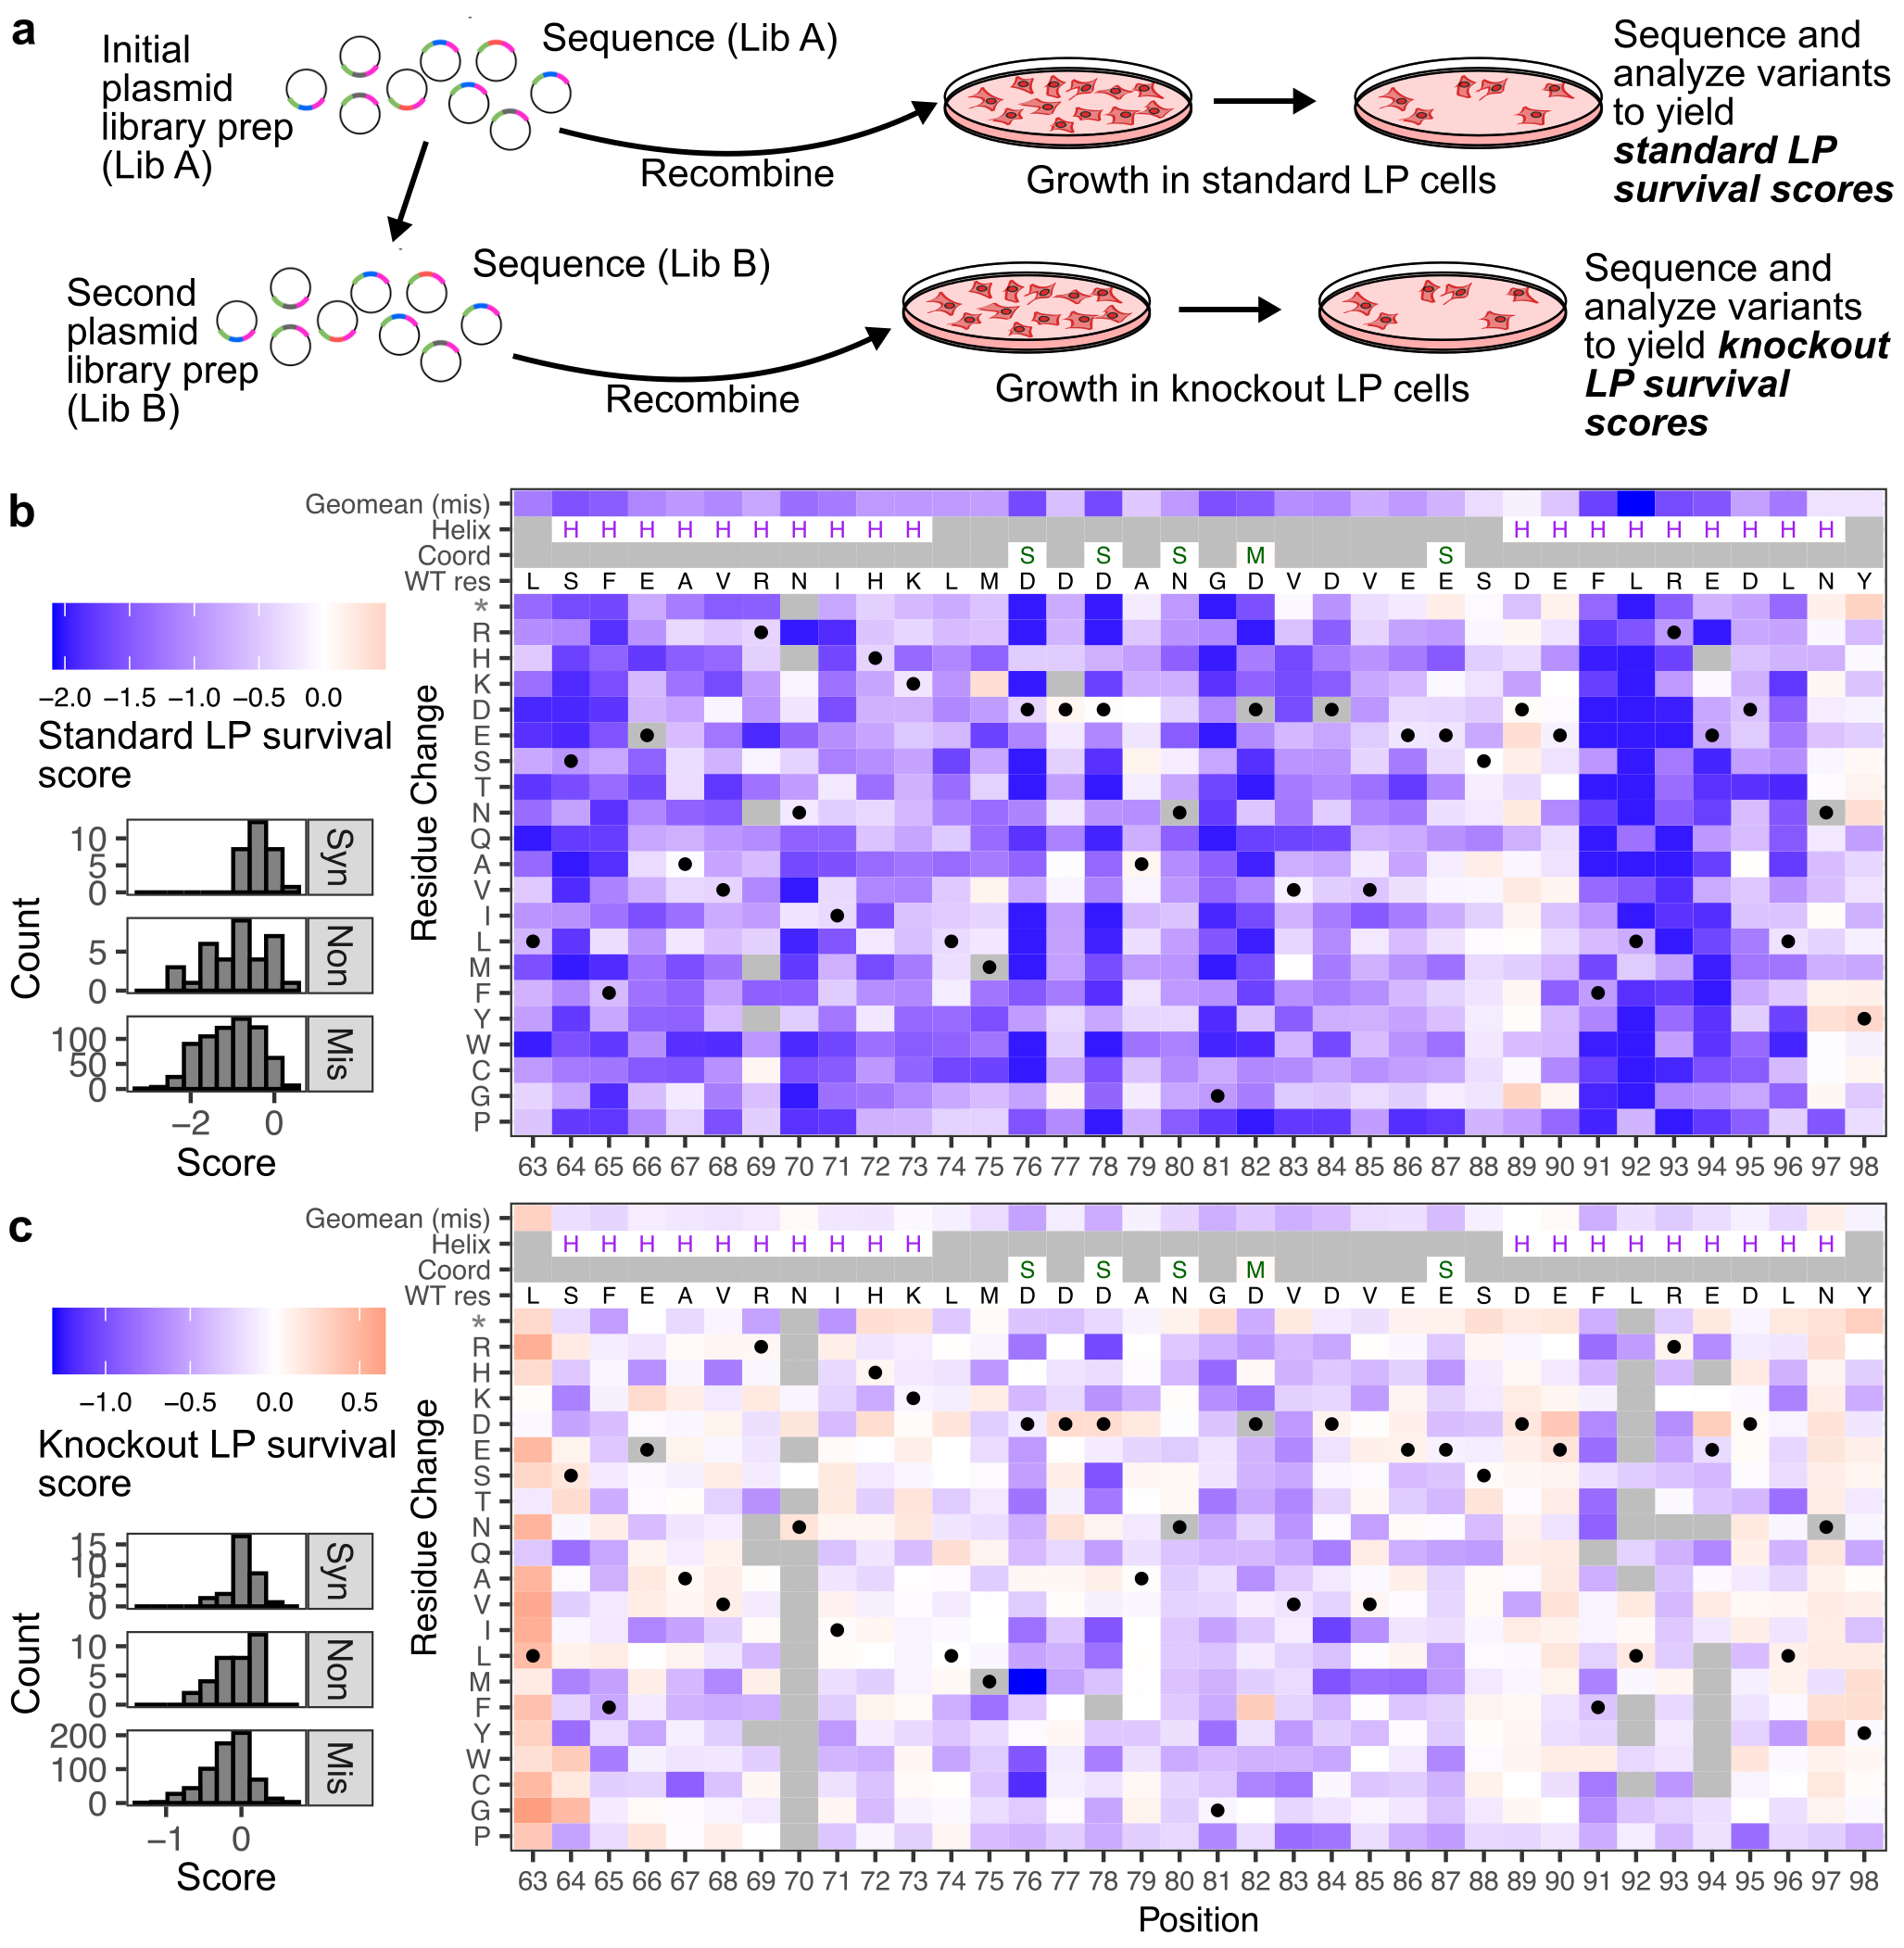 a
Initial
plasmid
library prep
(Lib A)
Sequence (Lib A)
Recombine
Growth in standard LP cells
Sequence and
analyze variants
to yield
standard LP
survival scores
Second
plasmid
library prep
(Lib B)
Sequence (Lib B)
Recombine
Growth in knockout LP cells
Sequence and
analyze variants
to yield knockout
LP survival
scores
b
Geomean (mis)
Helix H H H H H H H H H H H H H H H H H H H
Coord S S S M S
WT res L S F E A V R N I H K L M D D D A N G D V D V E E S D E F L R E D L N Y
Residue Change
*
R
H
K
D
E
S
T
N
Q
A
V
I
L
M
F
Y
W
C
G
P
63 64 65 66 67 68 69 70 71 72 73 74 75 76 77 78 79 80 81 82 83 84 85 86 87 88 89 90 91 92 93 94 95 96 97 98
−2.0 −1.5 −1.0 −0.5 0.0
Standard LP survival
score
Count
10
5
0
Syn
5
0
Non
100
50
0
Mis
−2 0
Score
c
Geomean (mis)
Helix H H H H H H H H H H H H H H H H H H H
Coord S S S M S
WT res L S F E A V R N I H K L M D D D A N G D V D V E E S D E F L R E D L N Y
Residue Change
*
R
H
K
D
E
S
T
N
Q
A
V
I
L
M
F
Y
W
C
G
P
63 64 65 66 67 68 69 70 71 72 73 74 75 76 77 78 79 80 81 82 83 84 85 86 87 88 89 90 91 92 93 94 95 96 97 98
Position
−1.0 −0.5 0.0 0.5
Knockout LP survival
score
Count
15
10
5
0
Syn
10
5
0
Non
200
100
0
Mis
−1 0
Score